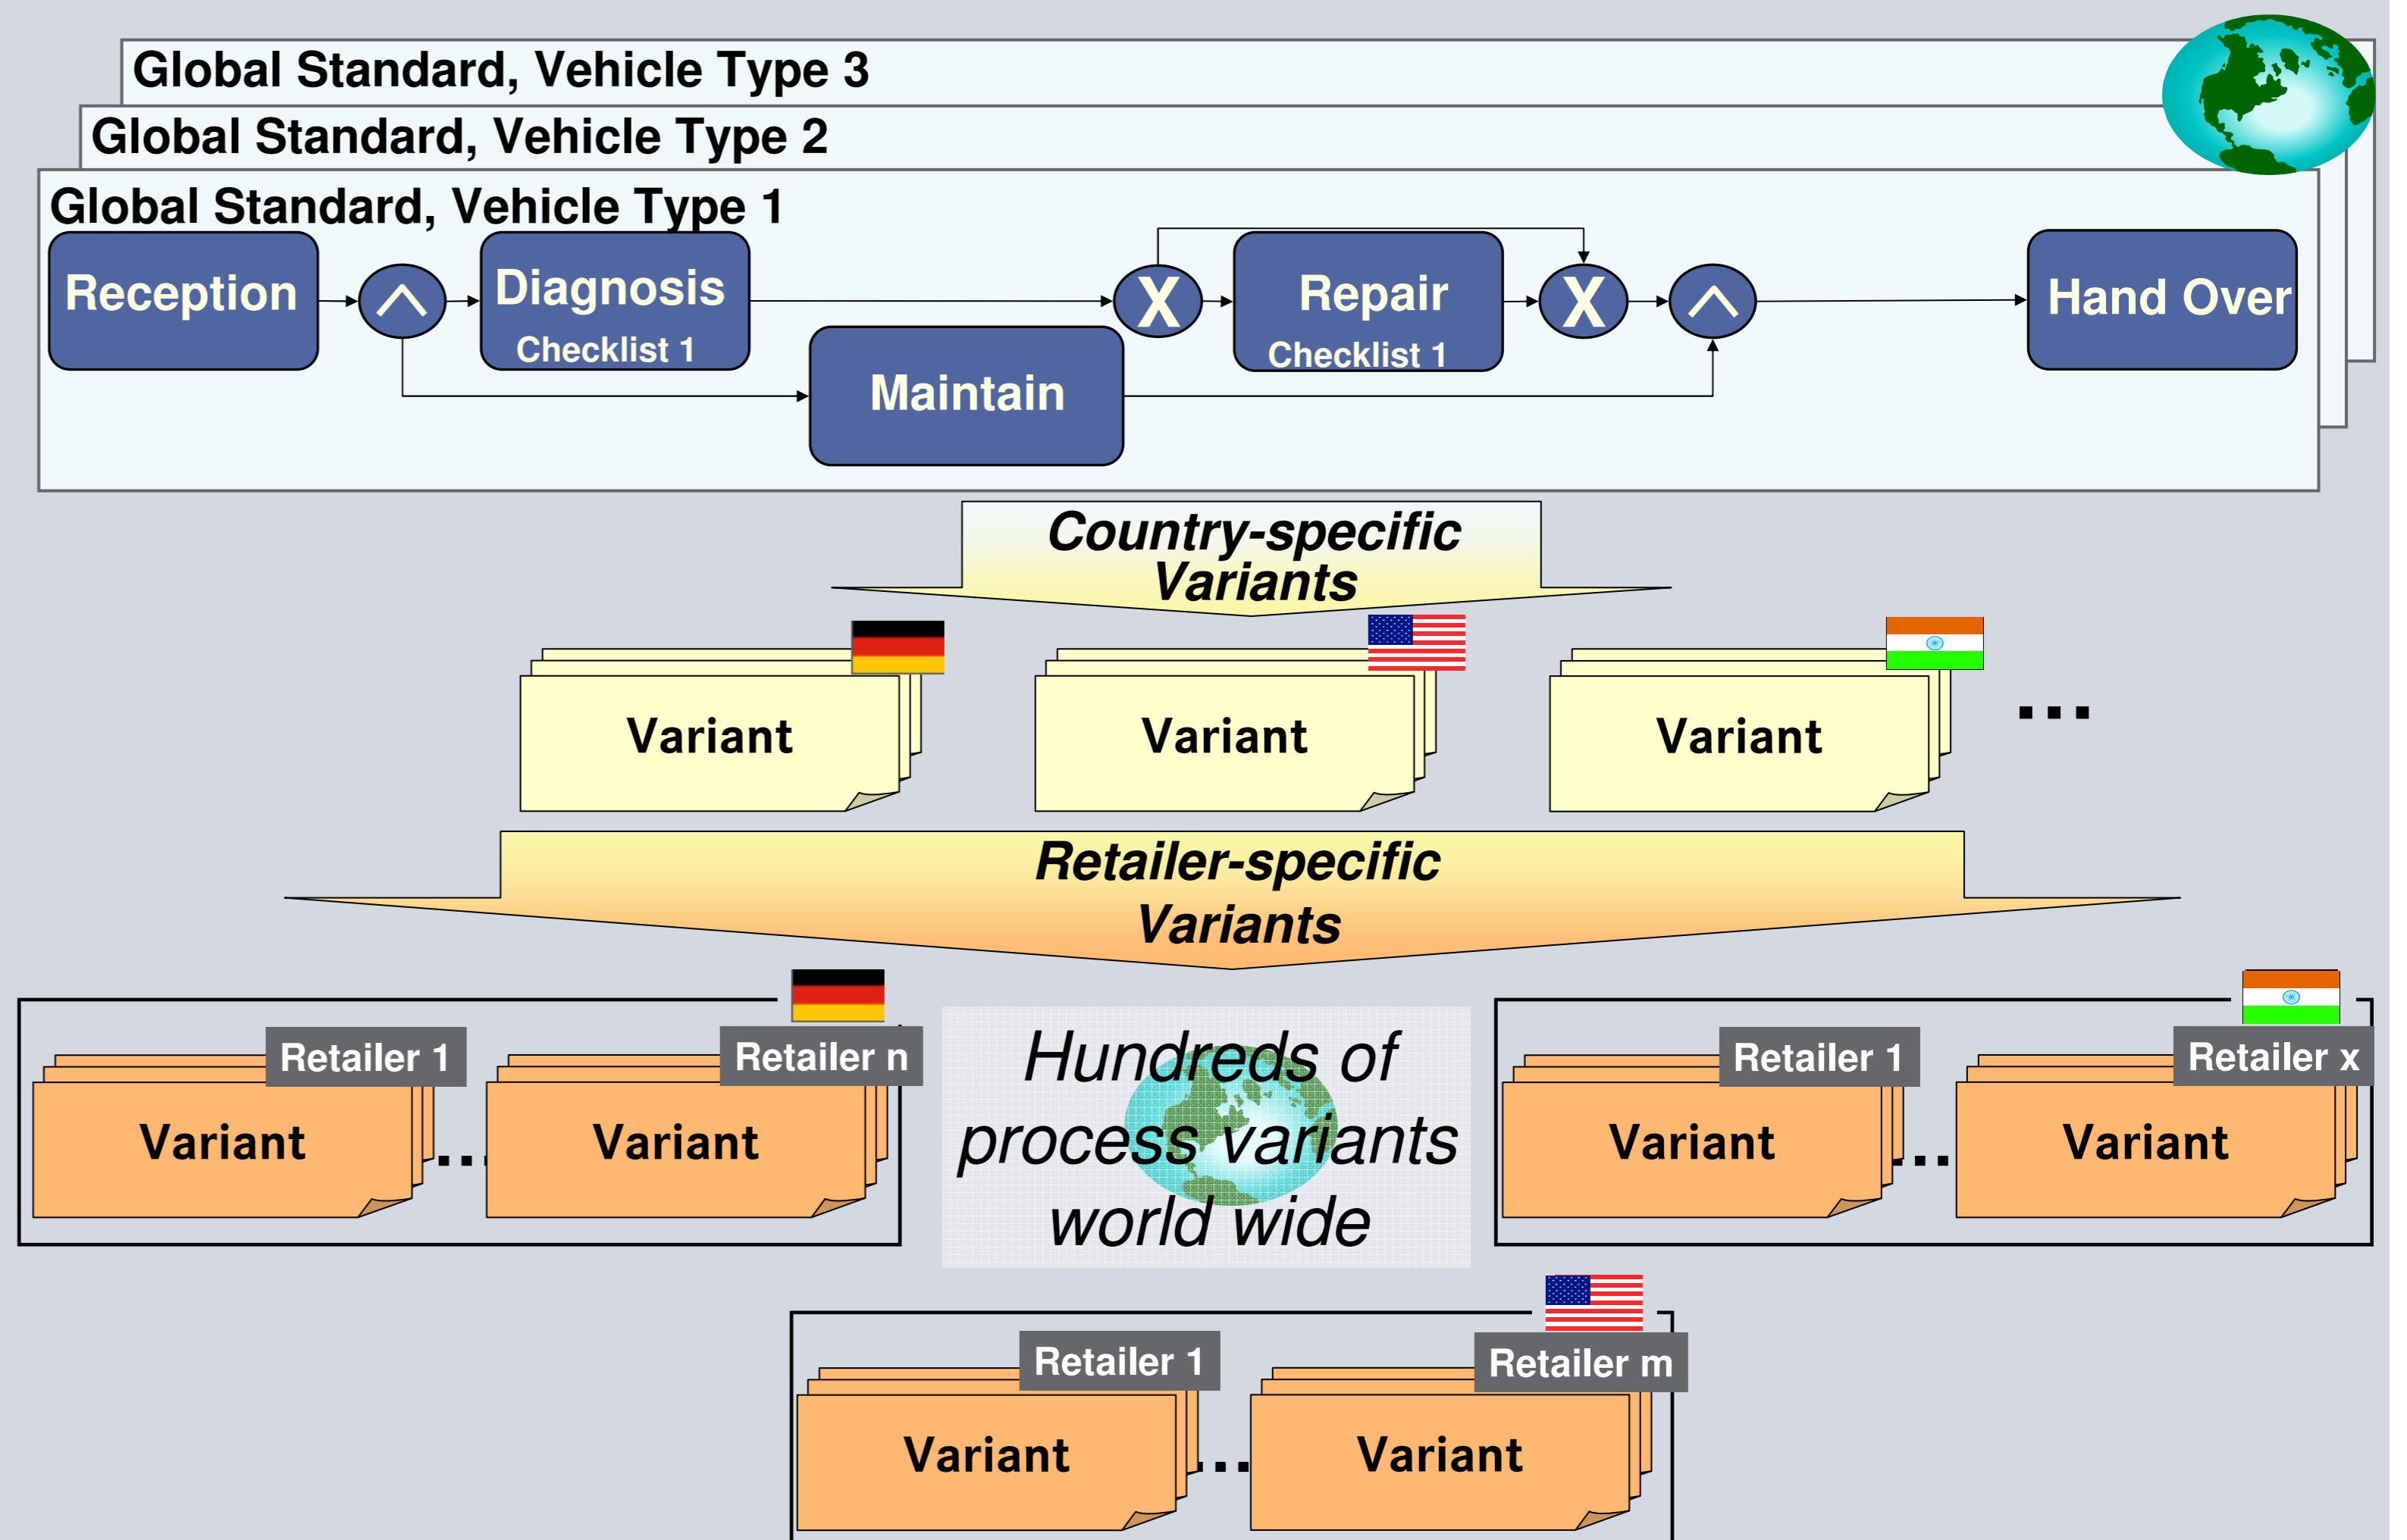 Global Standard, Vehicle Type 3
Global Standard, Vehicle Type 2
Global Standard, Vehicle Type 1
Reception
Diagnosis
Checklist 1
X
Repair
Checklist 1
X
Hand Over
Maintain
Country-specific
Variants
Variant
Variant
Variant
...
Retailer-specific
Variants
Retailer 1
Variant
...
Retailer n
Variant
Hundreds of
process variants
world wide
Retailer 1
Variant
...
Retailer x
Variant
Retailer 1
Variant
...
Retailer m
Variant